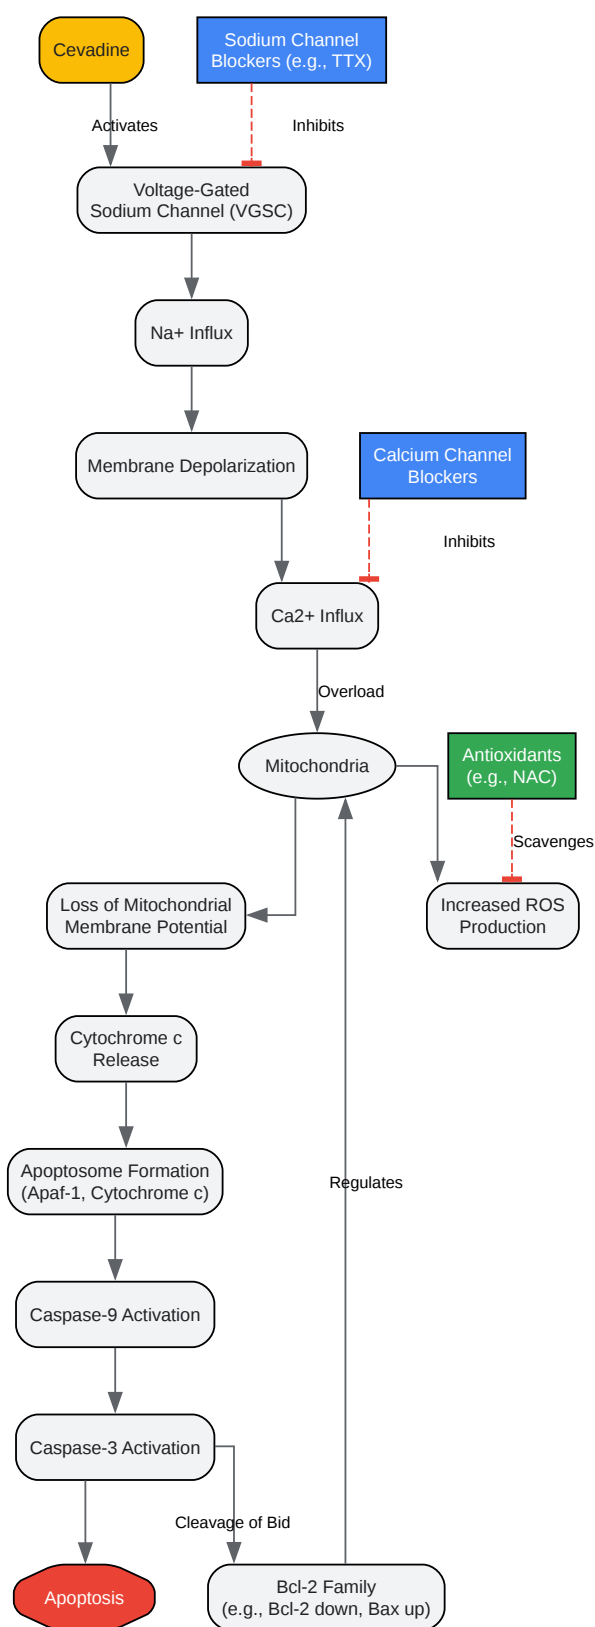 Cevadine
Sodium Channel
Blockers (e.g., TTX)
Activates
Inhibits
Voltage-Gated
Sodium Channel (VGSC)
Na+ Influx
Membrane Depolarization
Calcium Channel
Blockers
Inhibits
Ca2+ Influx
Overload
Mitochondria
Antioxidants
(e.g., NAC)
Scavenges
Loss of Mitochondrial
Membrane Potential
Increased ROS
Production
Cytochrome c
Release
Apoptosome Formation
(Apaf-1, Cytochrome c)
Regulates
Caspase-9 Activation
Caspase-3 Activation
Cleavage of Bid
Apoptosis
Bcl-2 Family
(e.g., Bcl-2 down, Bax up)